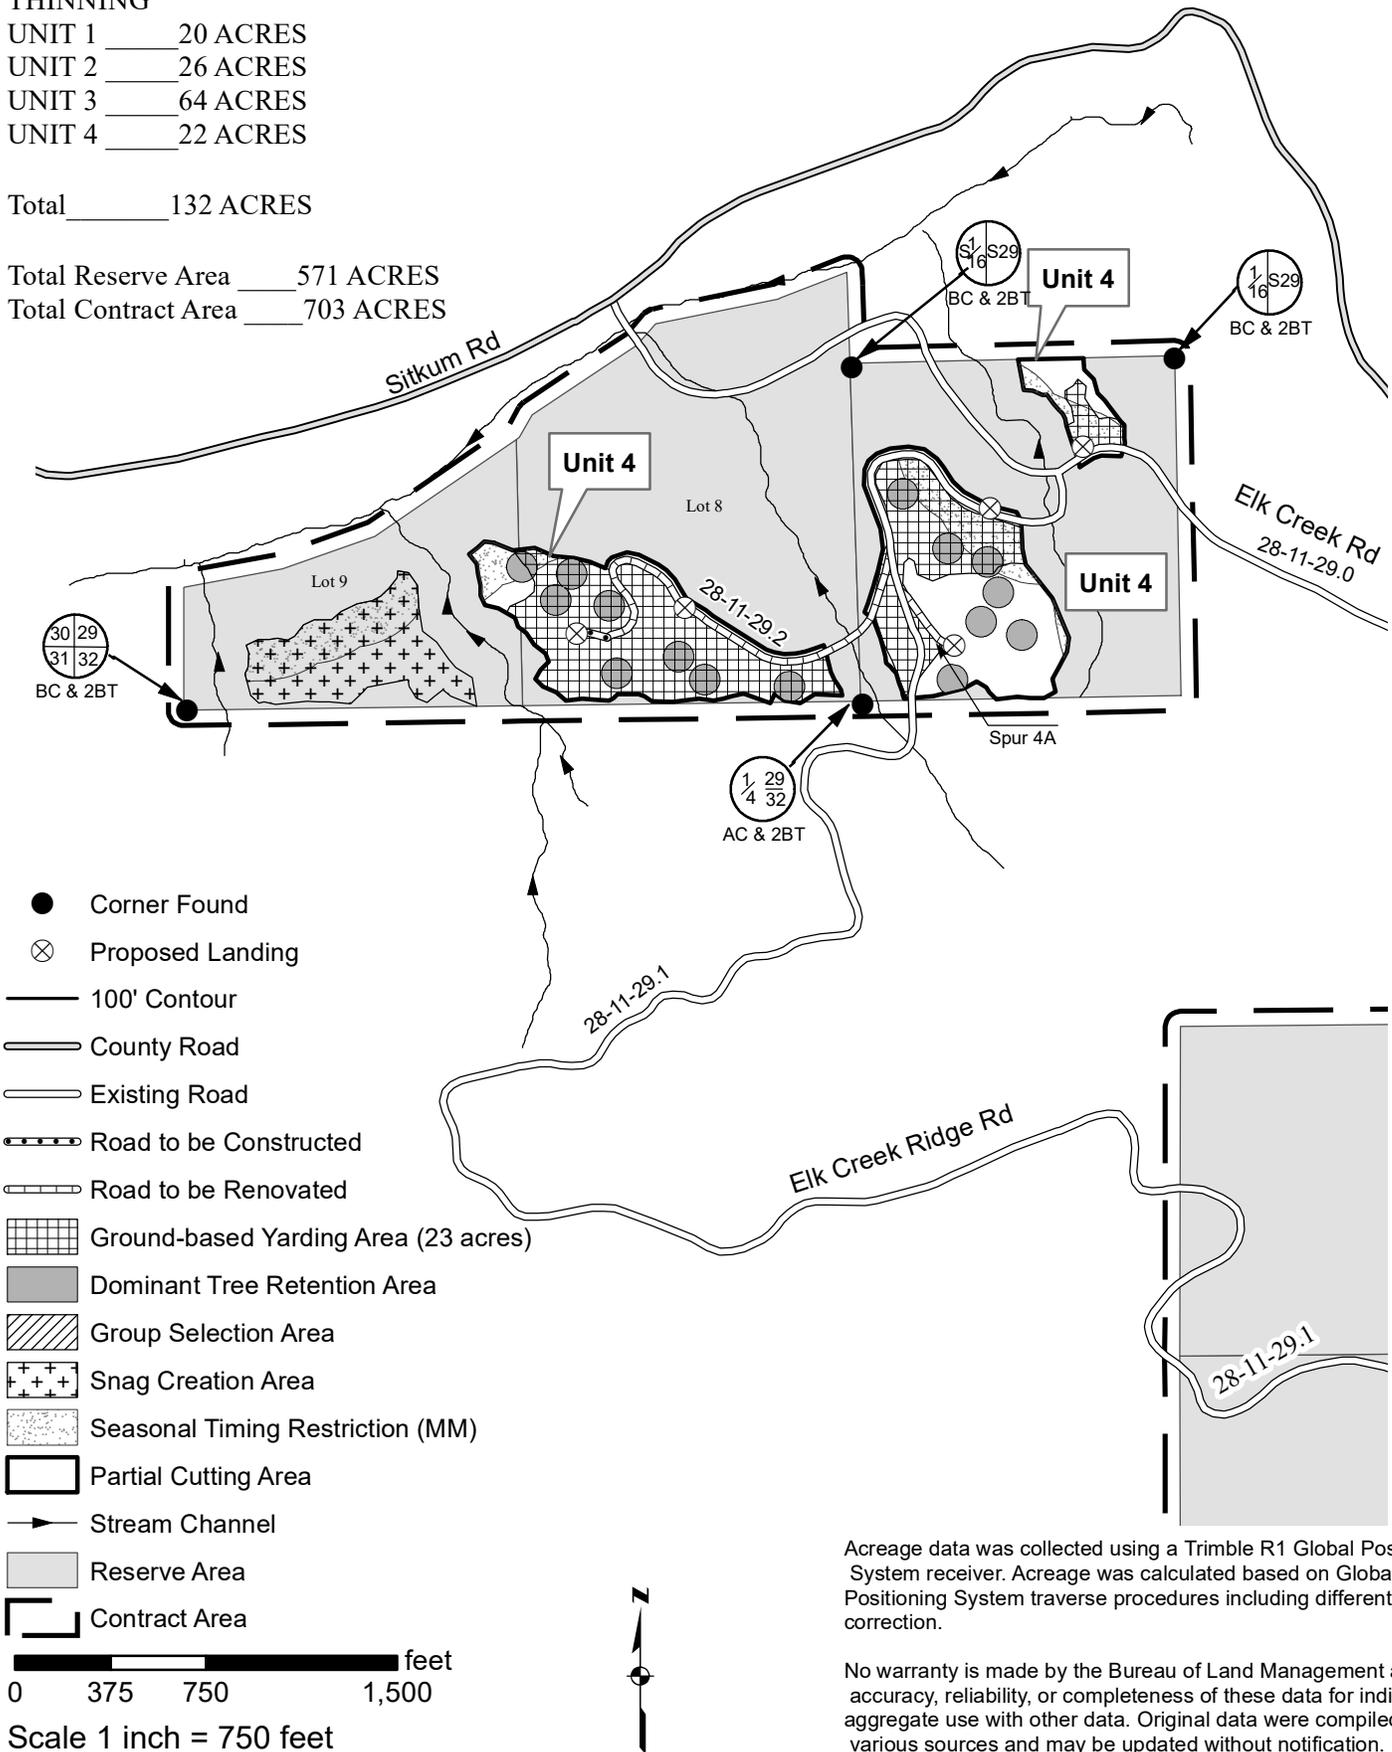 THINNING
UNIT 1 _____20 ACRES
UNIT 2 _____26 ACRES
UNIT 3 _____64 ACRES
UNIT 4 _____22 ACRES
Total_______132 ACRES
Total Reserve Area ____571 ACRES
Total Contract Area ____703 ACRES
Sitkum Rd
S 1/16 S29
BC & 2BT
Unit 4
1/16 S29
BC & 2BT
Unit 4
Lot 8
Elk Creek Rd
28-11-29.0
Lot 9
28-11-29.2
Unit 4
30 29
31 32
BC & 2BT
Spur 4A
1/4 29/32
AC & 2BT
Corner Found
Proposed Landing
100' Contour
County Road
Existing Road
Road to be Constructed
Road to be Renovated
Ground-based Yarding Area (23 acres)
Dominant Tree Retention Area
Group Selection Area
Snag Creation Area
Seasonal Timing Restriction (MM)
Partial Cutting Area
Stream Channel
Reserve Area
Contract Area
28-11-29.1
Elk Creek Ridge Rd
28-11-29.1
feet
0 375 750 1,500
Scale 1 inch = 750 feet
N
Acreage data was collected using a Trimble R1 Global Pos
System receiver. Acreage was calculated based on Globa
Positioning System traverse procedures including different
correction.
No warranty is made by the Bureau of Land Management a
accuracy, reliability, or completeness of these data for indi
aggregate use with other data. Original data were compiled
various sources and may be updated without notification.